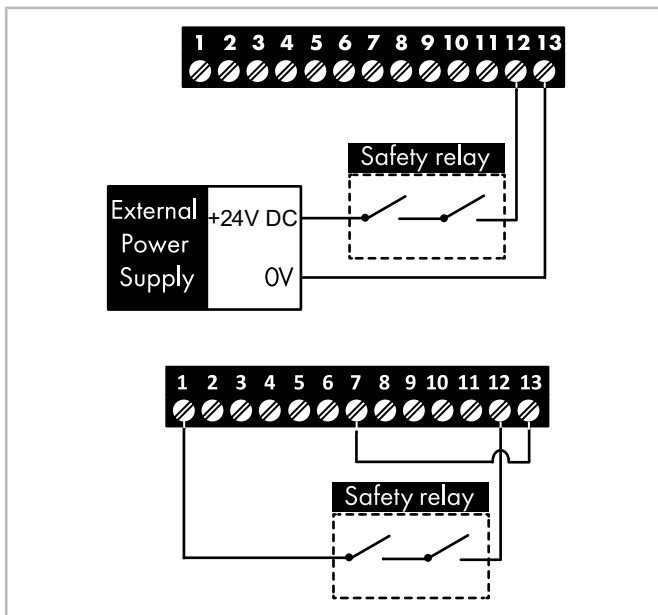 1 2 3 4 5 6 7 8 9 10 11 12 13
Safety relay
External
Power
Supply
+24V DC
0V
1 2 3 4 5 6 7 8 9 10 11 12 13
Safety relay